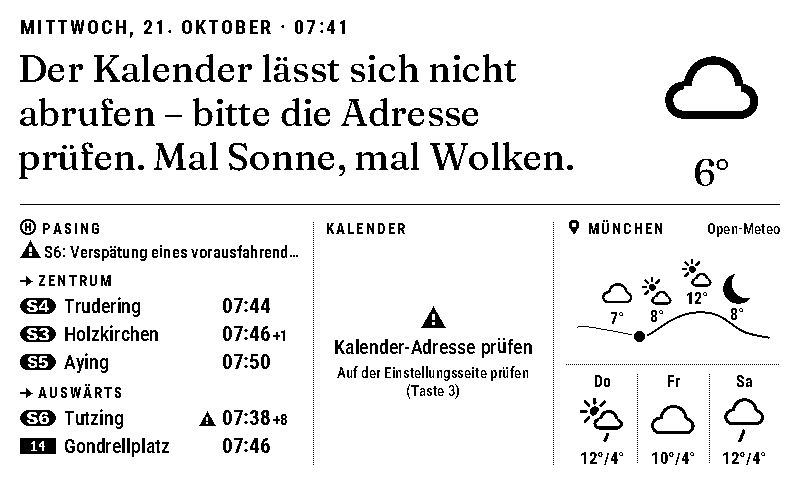 MITTWOCH, 21. OKTOBER · 07:41
Der Kalender lässt sich nicht
abrufen – bitte die Adresse
prüfen. Mal Sonne, mal Wolken.
6°
H PASING
S6: Verspätung eines vorausfahrend…
→ ZENTRUM
S4 Trudering 07:44
S3 Holzkirchen 07:46 +1
S5 Aying 07:50
→ AUSWÄRTS
S6 Tutzing 07:38 +8
14 Gondrellplatz 07:46
KALENDER
Kalender-Adresse prüfen
Auf der Einstellungsseite prüfen
(Taste 3)
MÜNCHEN Open-Meteo
7° 8° 12° 8°
Do Fr Sa
12°/4° 10°/4° 12°/4°